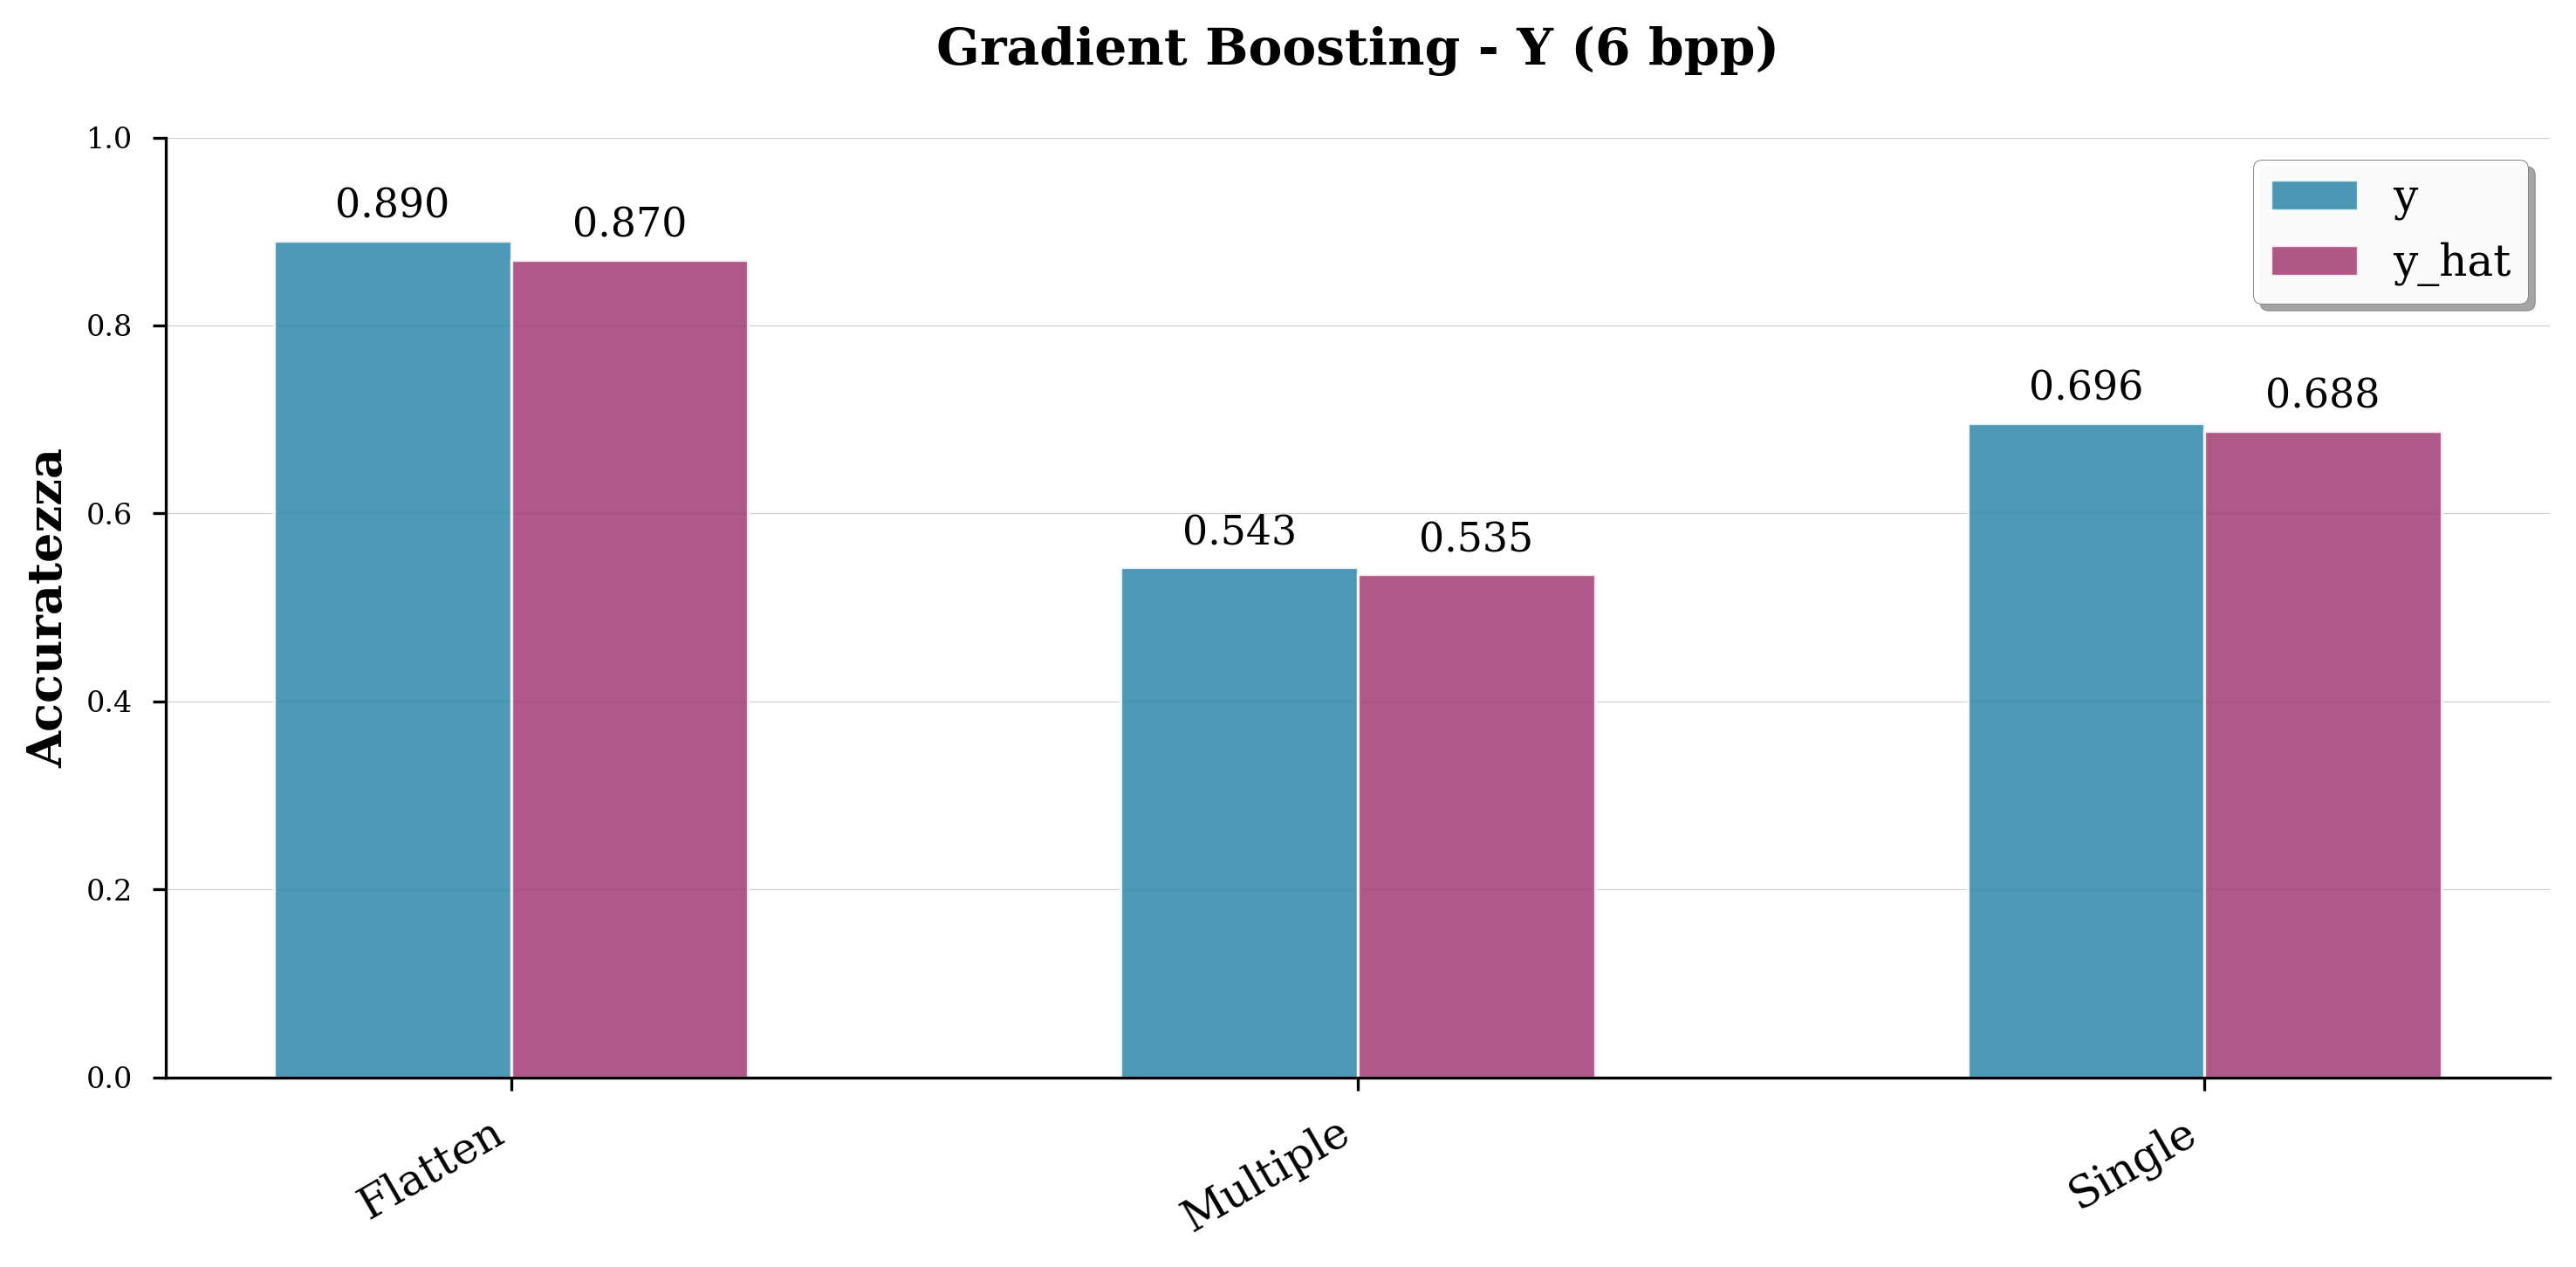 Gradient Boosting - Y (6 bpp)
1.0
0.8
0.6
0.4
0.2
0.0
Accuratezza
0.890
0.870
0.543
0.535
0.696
0.688
y
y_hat
Flatten
Multiple
Single